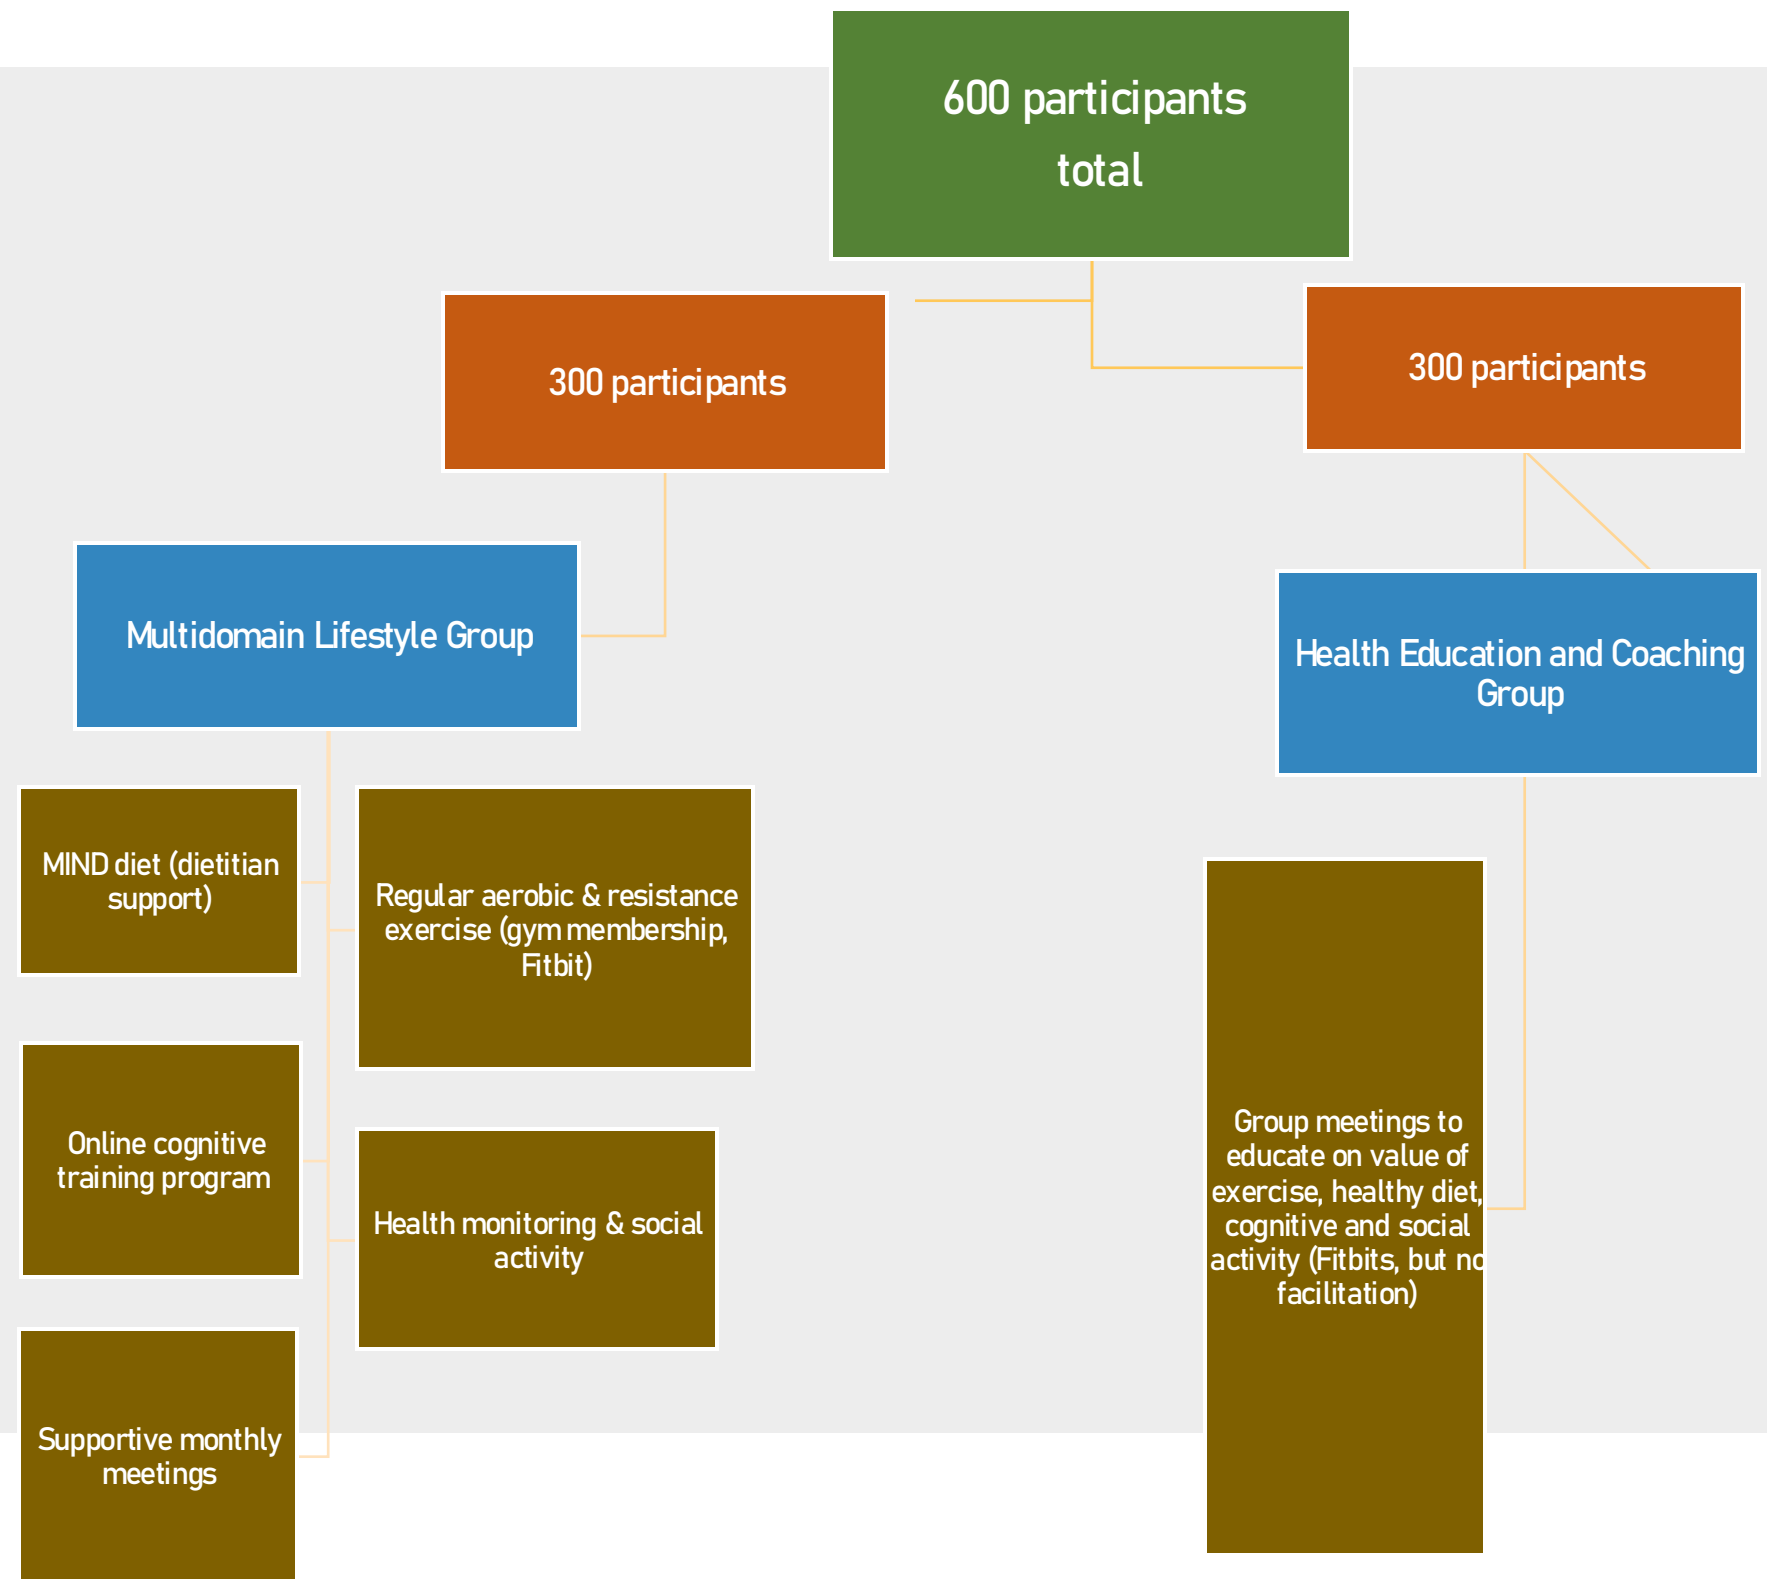 600 participants
total
300 participants
300 participants
Multidomain Lifestyle Group
Health Education and Coaching
Group
MIND diet (dietitian
support)
Regular aerobic & resistance
exercise (gym membership,
Fitbit)
Online cognitive
training program
Health monitoring & social
activity
Supportive monthly
meetings
Group meetings to
educate on value of
exercise, healthy diet,
cognitive and social
activity (Fitbits, but no
facilitation)